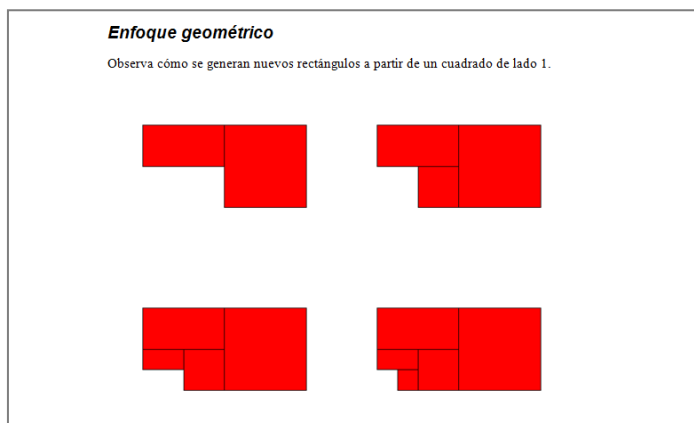 Enfoque geométrico
Observa cómo se generan nuevos rectángulos a partir de un cuadrado de lado 1.